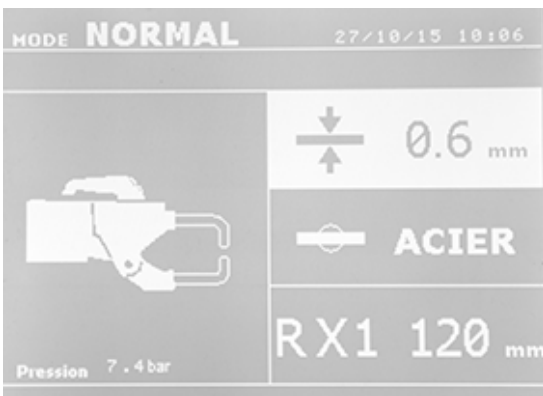 MODE NORMAL 27/10/15 10:06
0.6 mm
ACIER
RX1 120 mm
Pression 7.4 bar